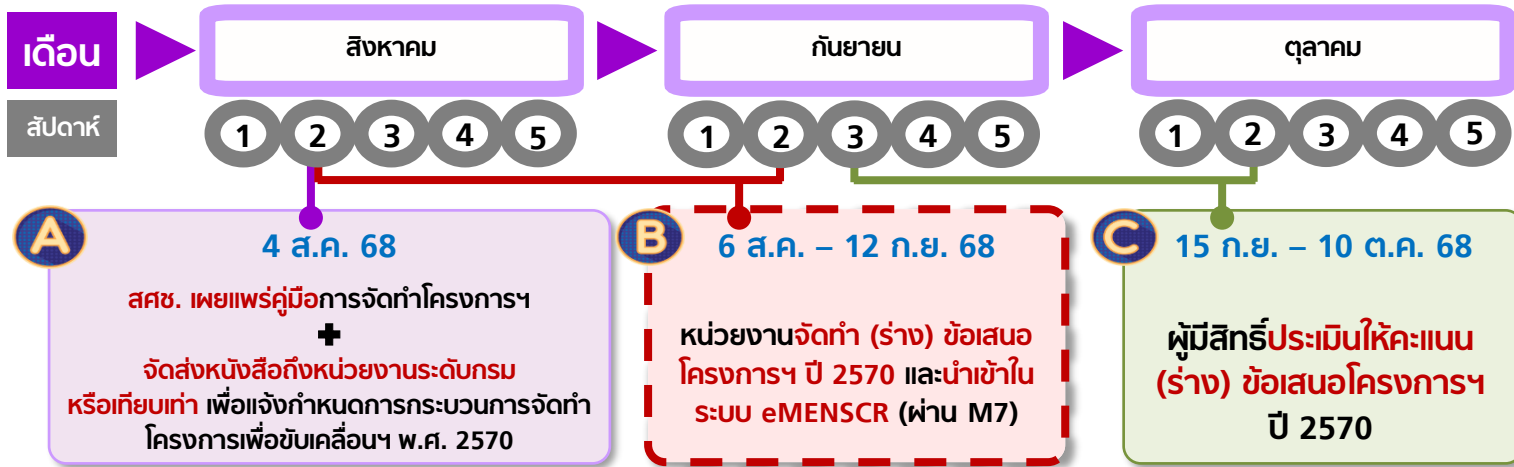 เดือน
สิงหาคม
กันยายน
ตุลาคม
สัปดาห์
1 2 3 4 5
1 2 3 4 5
1 2 3 4 5
A
4 ส.ค. 68
สศช. เผยแพร่คู่มือการจัดทำโครงการฯ
+
จัดส่งหนังสือถึงหน่วยงานระดับกรม
หรือเทียบเท่า เพื่อแจ้งกำหนดการกระบวนการจัดทำ
โครงการเพื่อขับเคลื่อนฯ พ.ศ. 2570
B
6 ส.ค. – 12 ก.ย. 68
หน่วยงานจัดทำ (ร่าง) ข้อเสนอ
โครงการฯ ปี 2570 และนำเข้าใน
ระบบ eMENSCR (ผ่าน M7)
C
15 ก.ย. – 10 ต.ค. 68
ผู้มีสิทธิ์ประเมินให้คะแนน
(ร่าง) ข้อเสนอโครงการฯ
ปี 2570